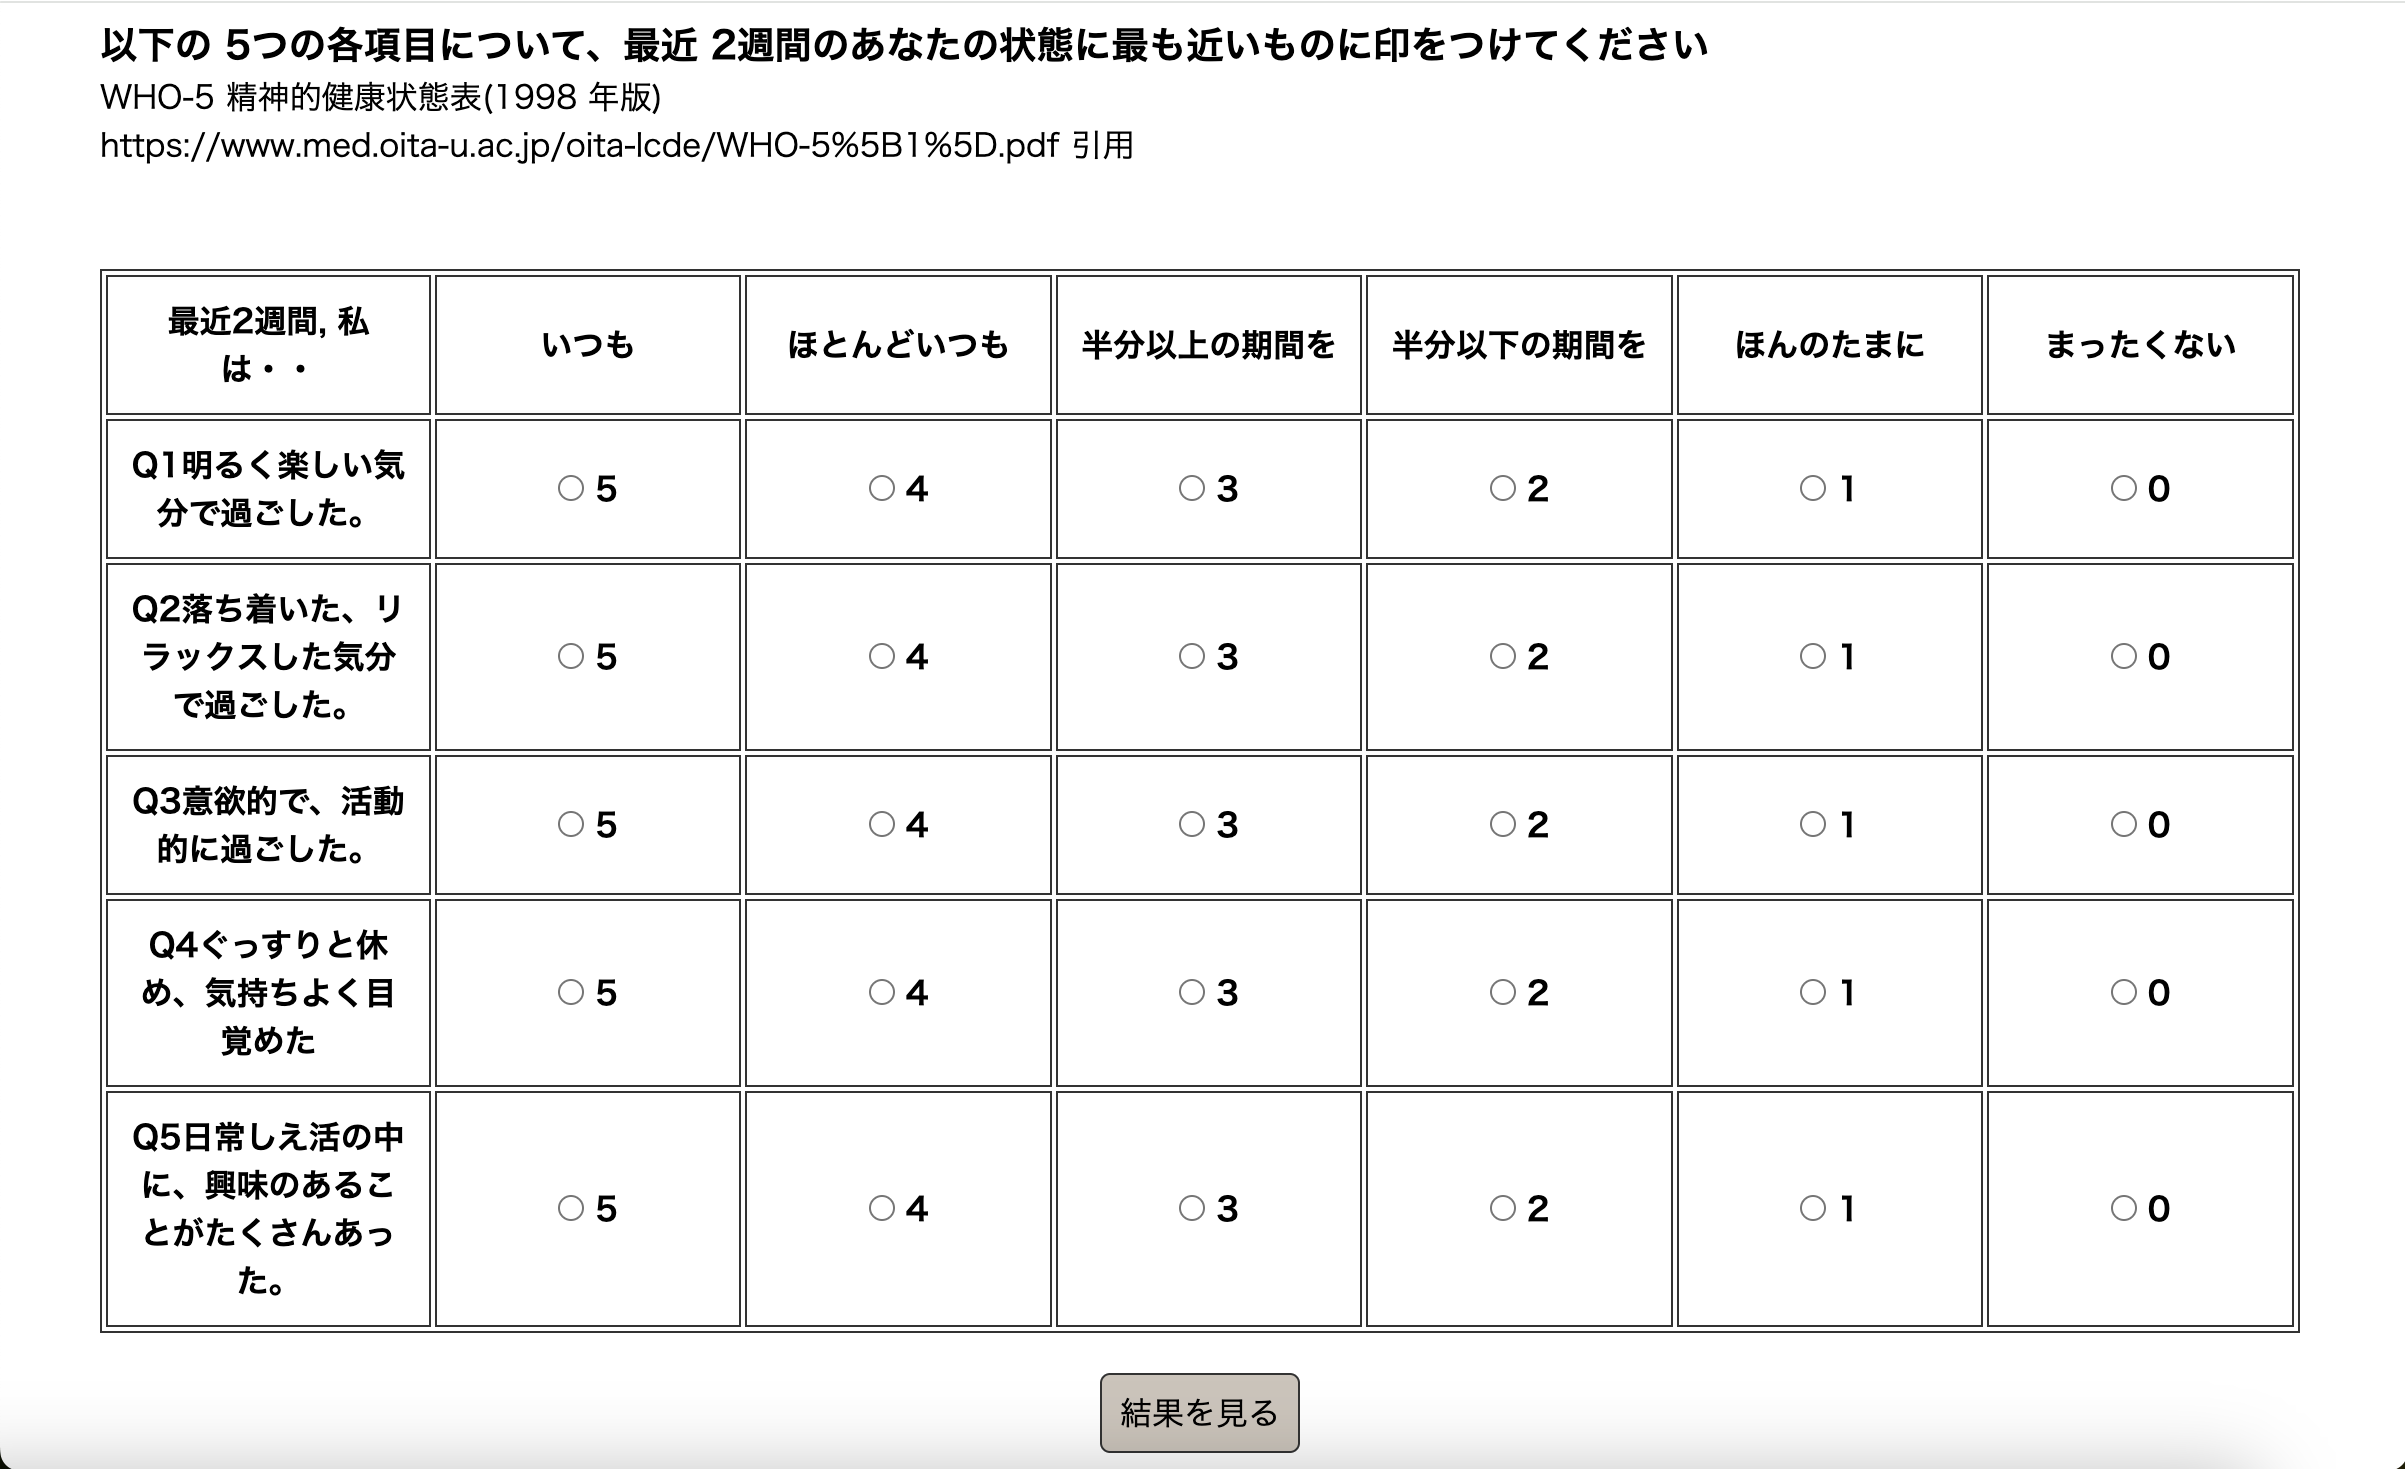 以下の 5つの各項目について、最近 2週間のあなたの状態に最も近いものに印をつけてください
WHO-5 精神的健康状態表(1998 年版)
https://www.med.oita-u.ac.jp/oita-lcde/WHO-5%5B1%5D.pdf 引用
最近2週間, 私
は・・
いつも
ほとんどいつも
半分以上の期間を
半分以下の期間を
ほんのたまに
まったくない
Q1明るく楽しい気
分で過ごした。
5
4
3
2
1
0
Q2落ち着いた、リ
ラックスした気分
で過ごした。
5
4
3
2
1
0
Q3意欲的で、活動
的に過ごした。
5
4
3
2
1
0
Q4ぐっすりと休
め、気持ちよく目
覚めた
5
4
3
2
1
0
Q5日常しえ活の中
に、興味のあるこ
とがたくさんあっ
た。
5
4
3
2
1
0
結果を見る